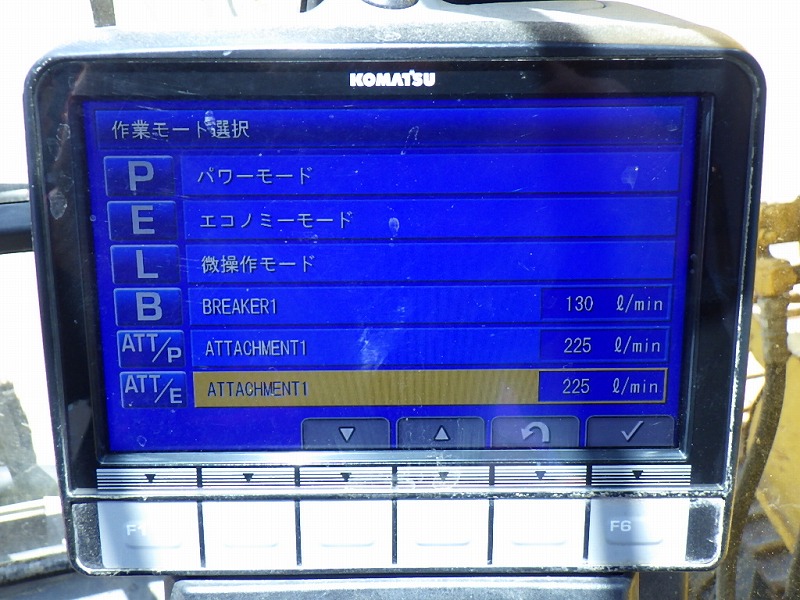 KOMATSU
作業モード選択
P パワーモード
E エコノミーモード
L 微操作モード
B BREAKER1 130 ℓ/min
ATT/P ATTACHMENT1 225 ℓ/min
ATT/E ATTACHMENT1 225 ℓ/min
F1 F6